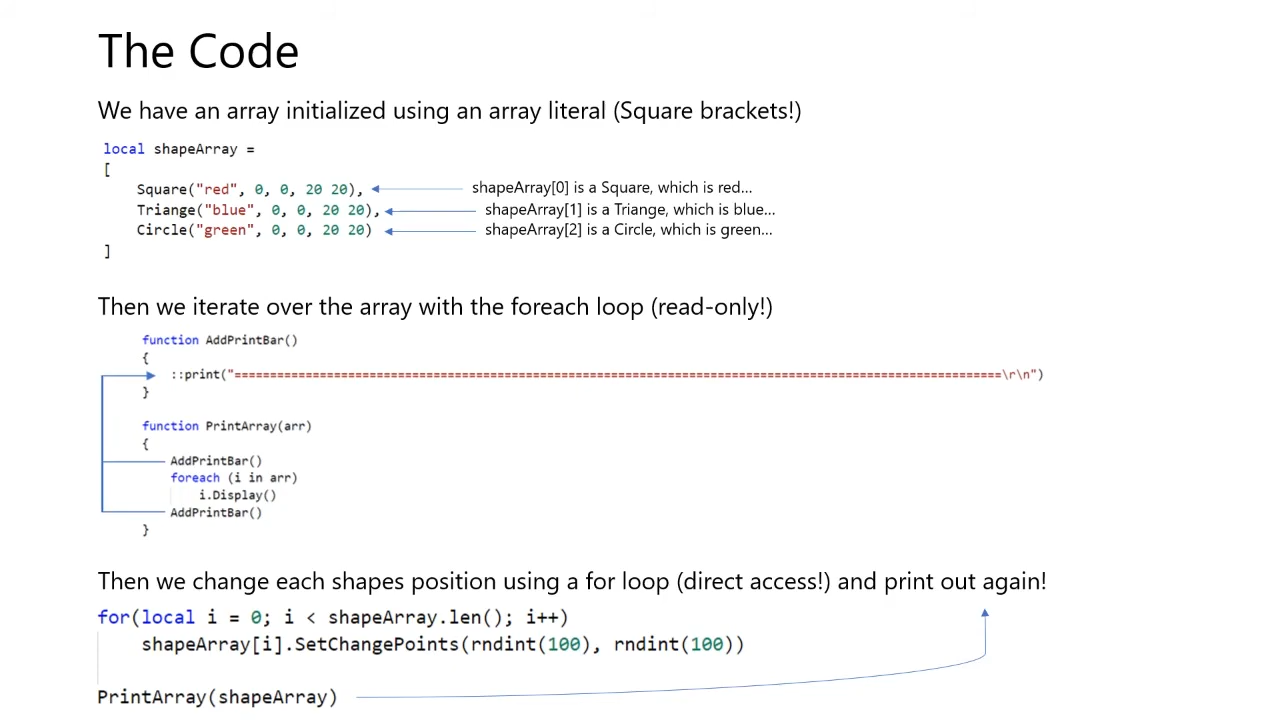 The Code
We have an array initialized using an array literal (Square brackets!)
local shapeArray =
[
Square("red", 0, 0, 20 20), shapeArray[0] is a Square, which is red...
Triange("blue", 0, 0, 20 20), shapeArray[1] is a Triange, which is blue...
Circle("green", 0, 0, 20 20) shapeArray[2] is a Circle, which is green...
]
Then we iterate over the array with the foreach loop (read-only!)
function AddPrintBar()
{
::print("============================================================================================================\r\n")
}
function PrintArray(arr)
{
AddPrintBar()
foreach (i in arr)
i.Display()
AddPrintBar()
}
Then we change each shapes position using a for loop (direct access!) and print out again!
for(local i = 0; i < shapeArray.len(); i++)
shapeArray[i].SetChangePoints(rndint(100), rndint(100))
PrintArray(shapeArray)